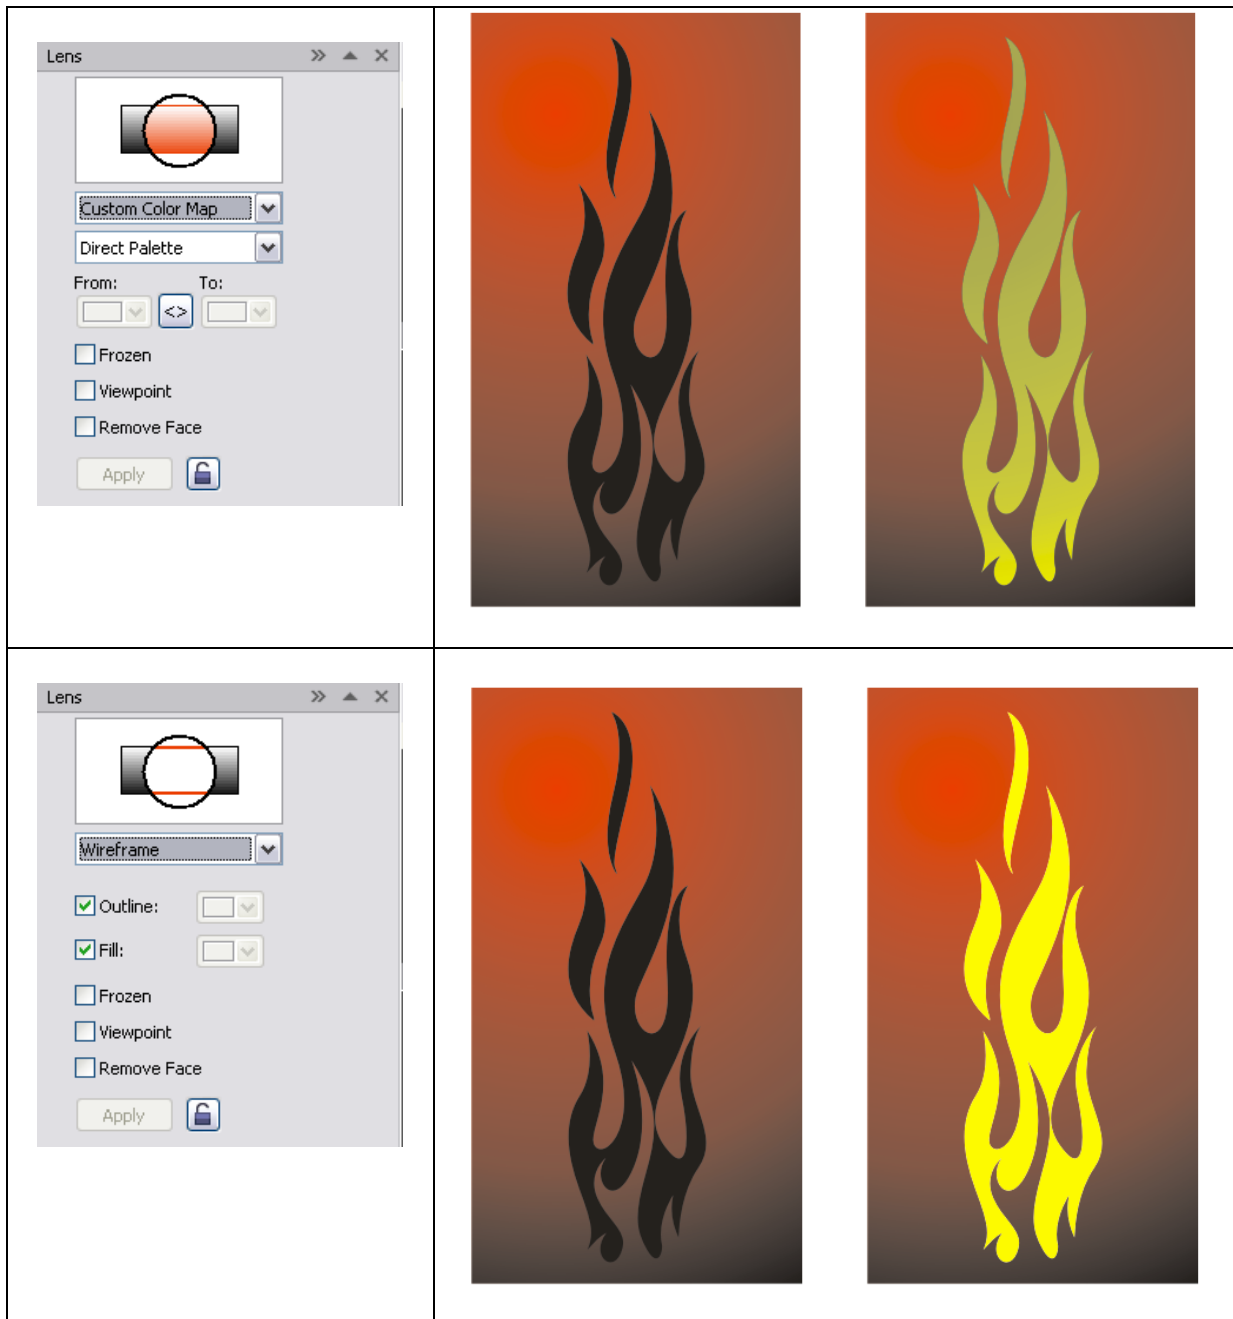 Lens
Custom Color Map
Direct Palette
From: To:
<>
Frozen
Viewpoint
Remove Face
Apply
Lens
Wireframe
Outline:
Fill:
Frozen
Viewpoint
Remove Face
Apply